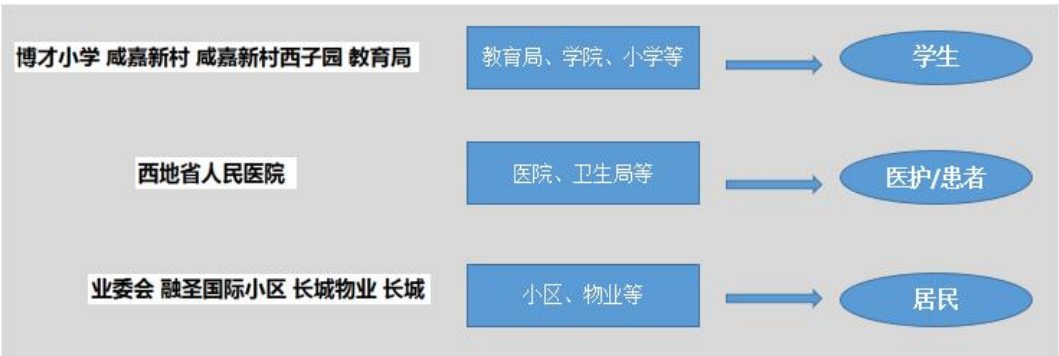 博才小学 咸嘉新村 咸嘉新村西子园 教育局 教育局、学院、小学等 学生
西地省人民医院 医院、卫生局等 医护/患者
业委会 融圣国际小区 长城物业 长城 小区、物业等 居民